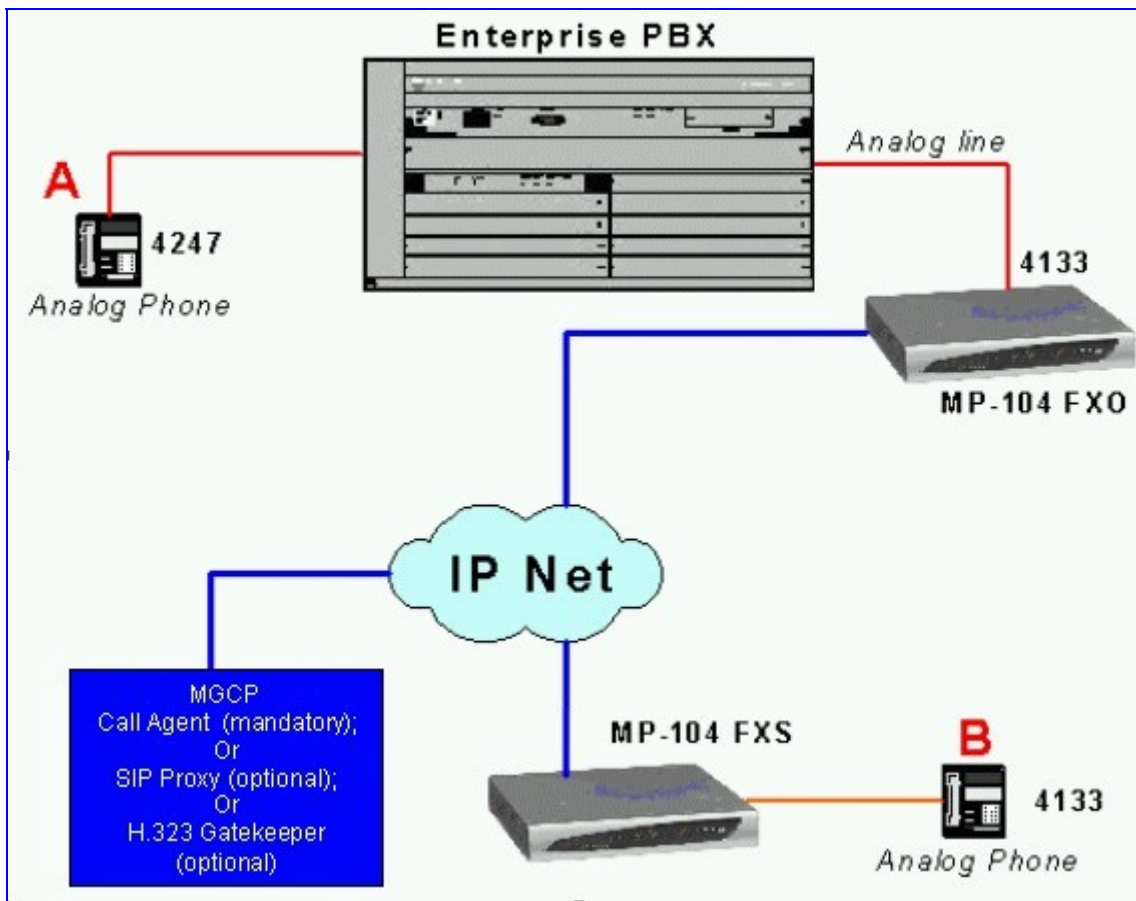 Enterprise PBX
Analog line
A
4247
Analog Phone
4133
MP-104 FXO
IP Net
MGCP
Call Agent (mandatory);
Or
SIP Proxy (optional);
Or
H.323 Gatekeeper
(optional)
MP-104 FXS
B
4133
Analog Phone